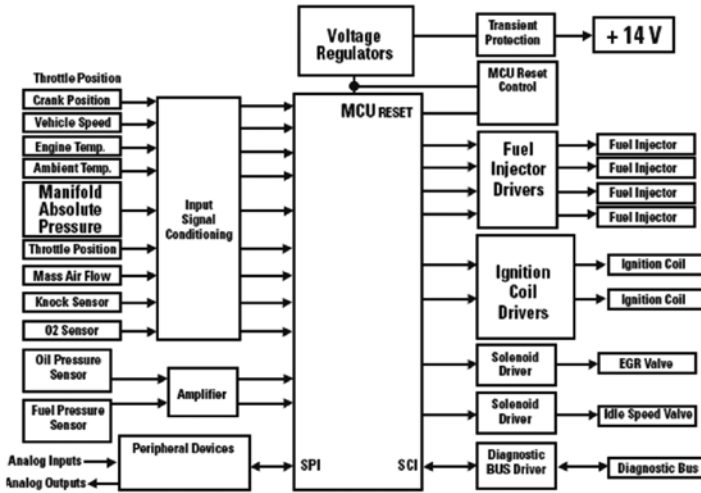 Voltage
Regulators
Transient
Protection
+ 14 V
MCU Reset
Control
Throttle Position
Crank Position
Vehicle Speed
Engine Temp.
Ambient Temp.
Manifold
Absolute
Pressure
Throttle Position
Mass Air Flow
Knock Sensor
O2 Sensor
Input
Signal
Conditioning
Oil Pressure
Sensor
Fuel Pressure
Sensor
Amplifier
Peripheral Devices
Analog Inputs
Analog Outputs
MCU RESET
SPI
SCI
Fuel
Injector
Drivers
Fuel Injector
Fuel Injector
Fuel Injector
Fuel Injector
Ignition
Coil
Drivers
Ignition Coil
Ignition Coil
Solenoid
Driver
EGR Valve
Solenoid
Driver
Idle Speed Valve
Diagnostic
BUS Driver
Diagnostic Bus